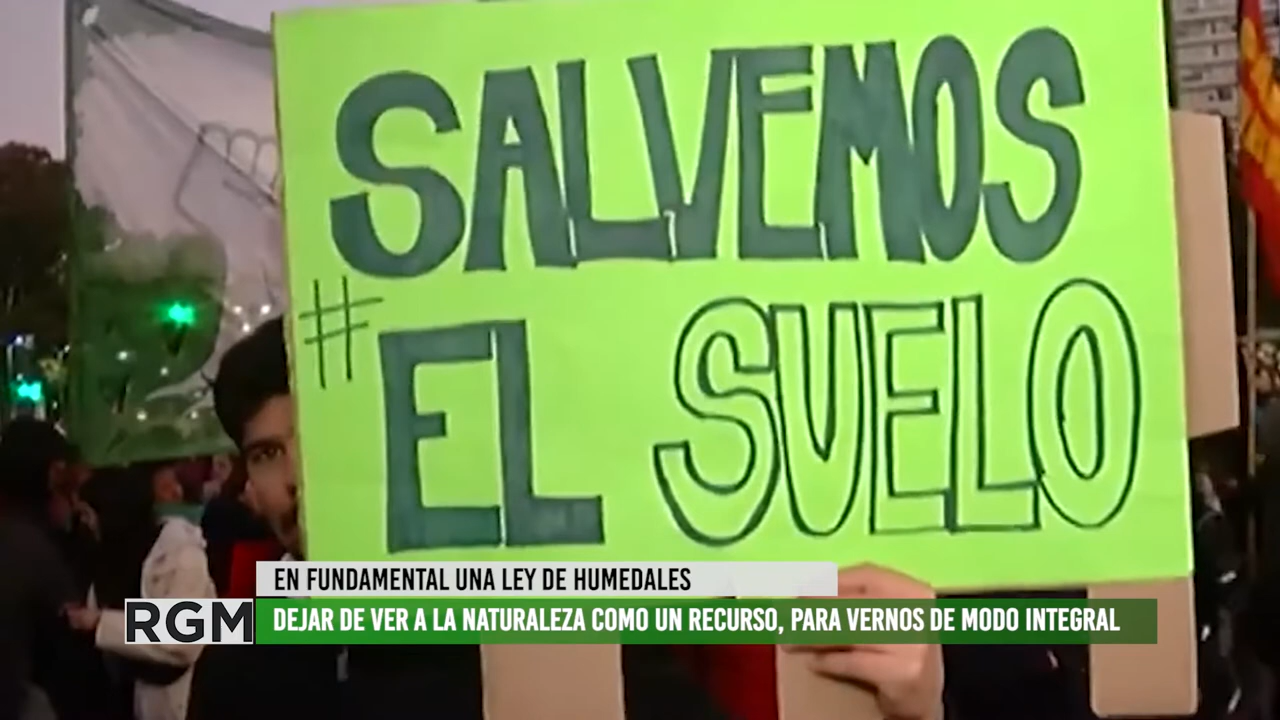 SALVEMOS
#EL SUELO
EN FUNDAMENTAL UNA LEY DE HUMEDALES
RGM
DEJAR DE VER A LA NATURALEZA COMO UN RECURSO, PARA VERNOS DE MODO INTEGRAL